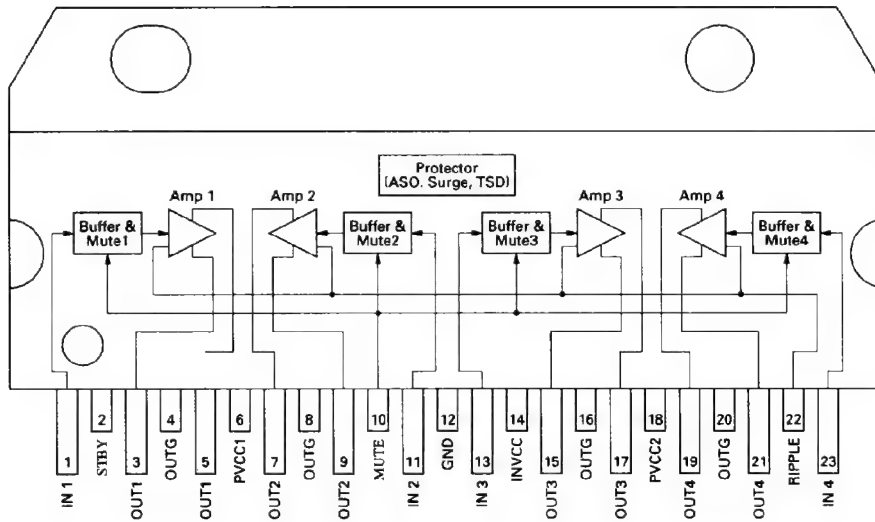 Protector
(ASO. Surge, TSD)
Amp 1
Amp 2
Amp 3
Amp 4
Buffer &
Mute1
Buffer &
Mute2
Buffer &
Mute3
Buffer &
Mute4
1
2
3
4
5
6
7
8
9
10
11
12
13
14
15
16
17
18
19
20
21
22
23
IN 1
STBY
OUT1
OUTG
OUT1
PVCC1
OUT2
OUTG
OUT2
MUTE
IN 2
GND
IN 3
INVCC
OUT3
OUTG
OUT3
PVCC2
OUT4
OUTG
OUT4
RIPPLE
IN 4